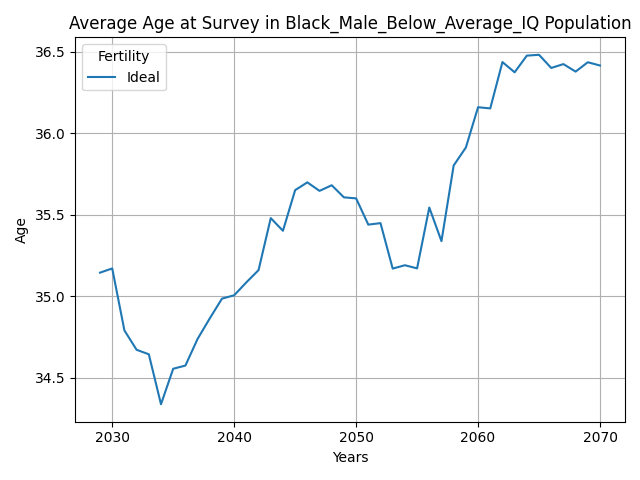 Average Age at Survey in Black_Male_Below_Average_IQ Population
Fertility
Ideal
Age
36.5
36.0
35.5
35.0
34.5
2030 2040 2050 2060 2070
Years